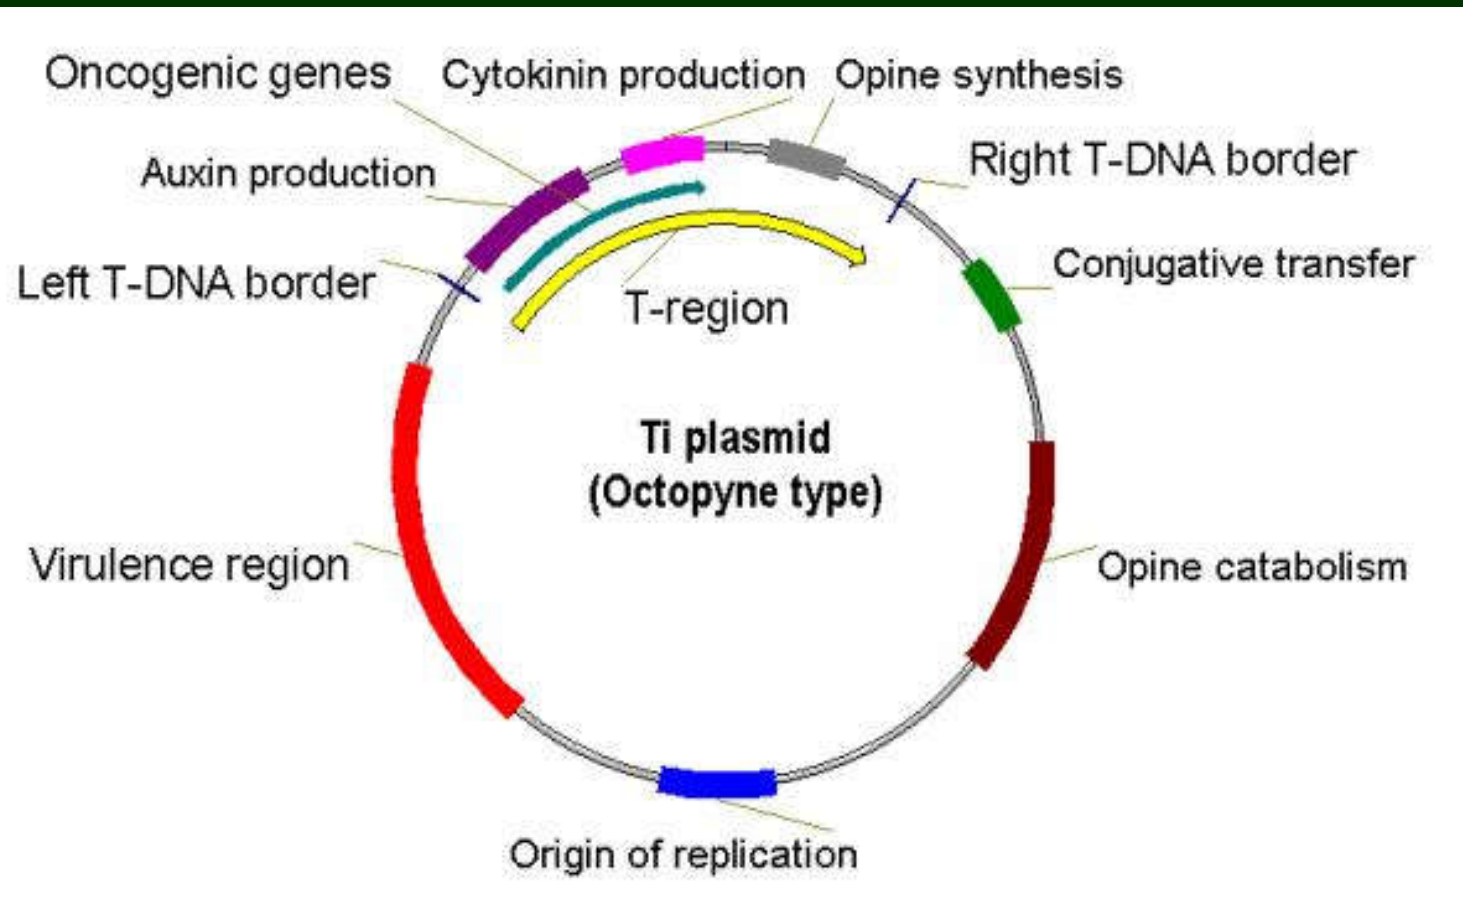 Oncogenic genes
Cytokinin production
Opine synthesis
Auxin production
Right T-DNA border
Left T-DNA border
Conjugative transfer
T-region
Ti plasmid
(Octopyne type)
Virulence region
Opine catabolism
Origin of replication